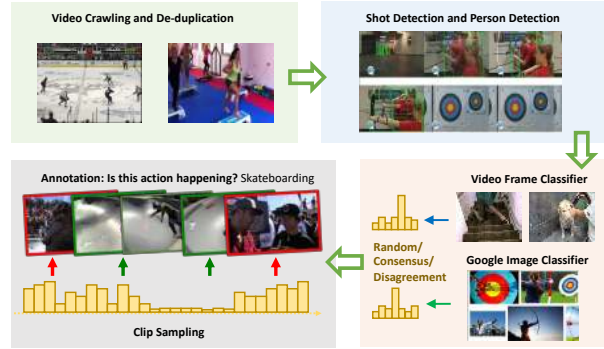 Video Crawling and De-duplication
Shot Detection and Person Detection
Annotation: Is this action happening? Skateboarding
Clip Sampling
Video Frame Classifier
Random/
Consensus/
Disagreement
Google Image Classifier